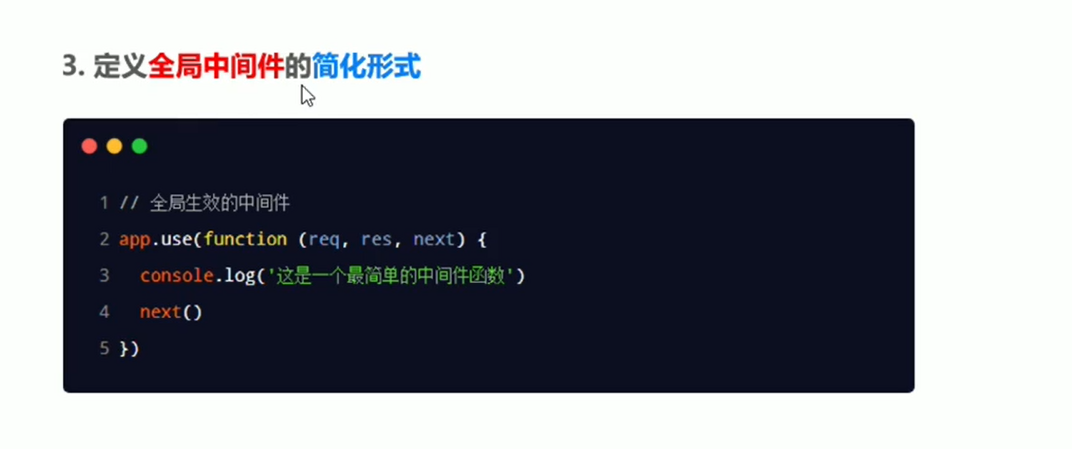 3. 定义全局中间件的简化形式
1 // 全局生效的中间件
2 app.use(function (req, res, next) {
3   console.log('这是一个最简单的中间件函数')
4   next()
5 })